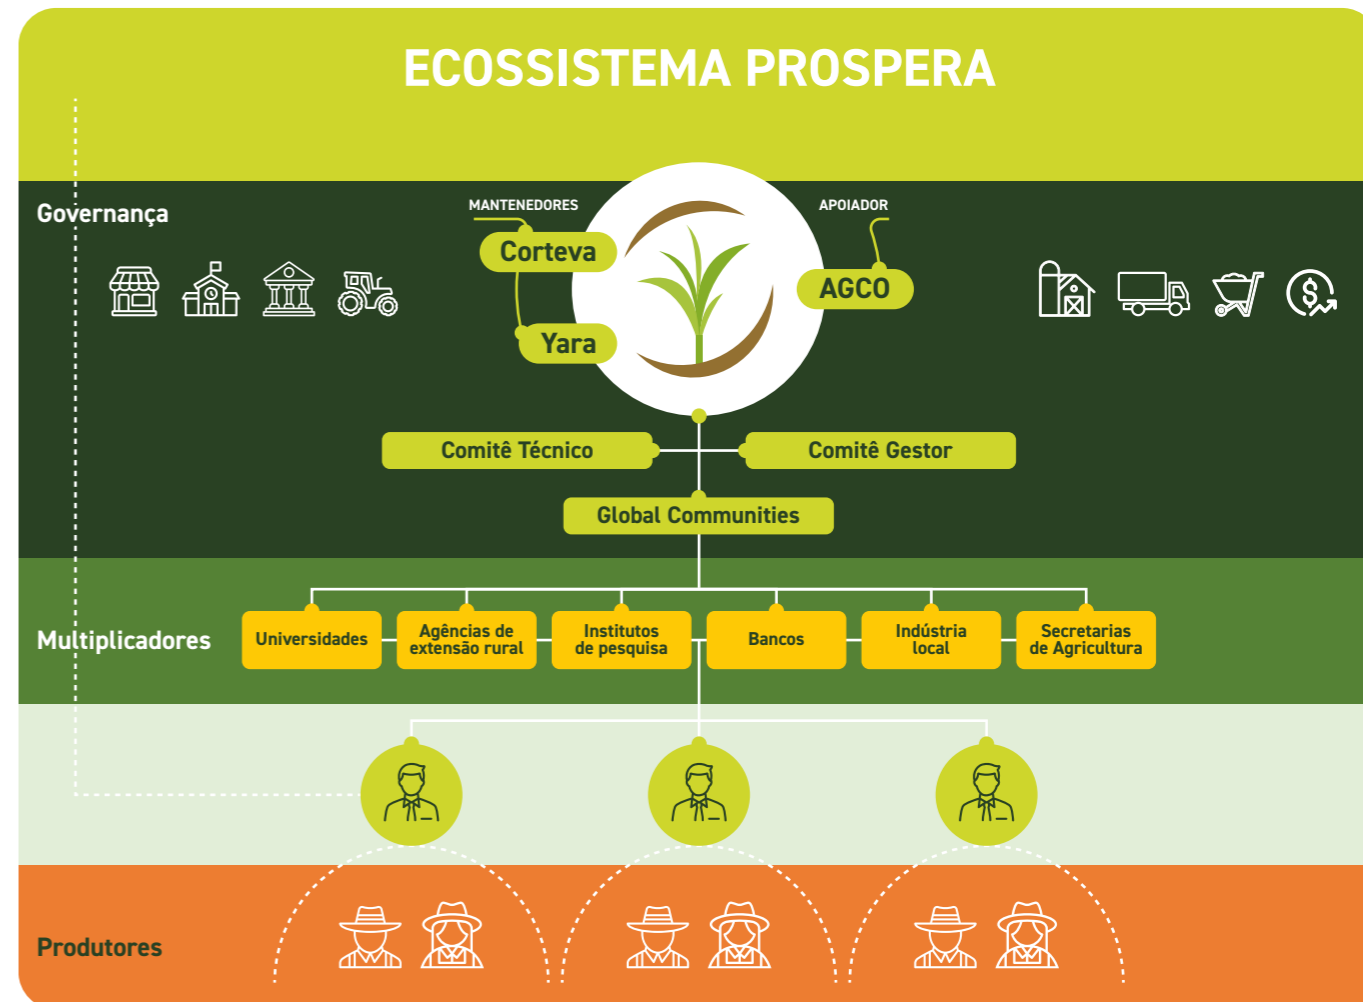 ECOSSISTEMA PROSPERA
Governança
MANTENEDORES
Corteva
Yara
APOIADOR
AGCO
Comitê Técnico
Comitê Gestor
Global Communities
Multiplicadores
Universidades
Agências de
extensão rural
Institutos
de pesquisa
Bancos
Indústria
local
Secretarias
de Agricultura
Produtores